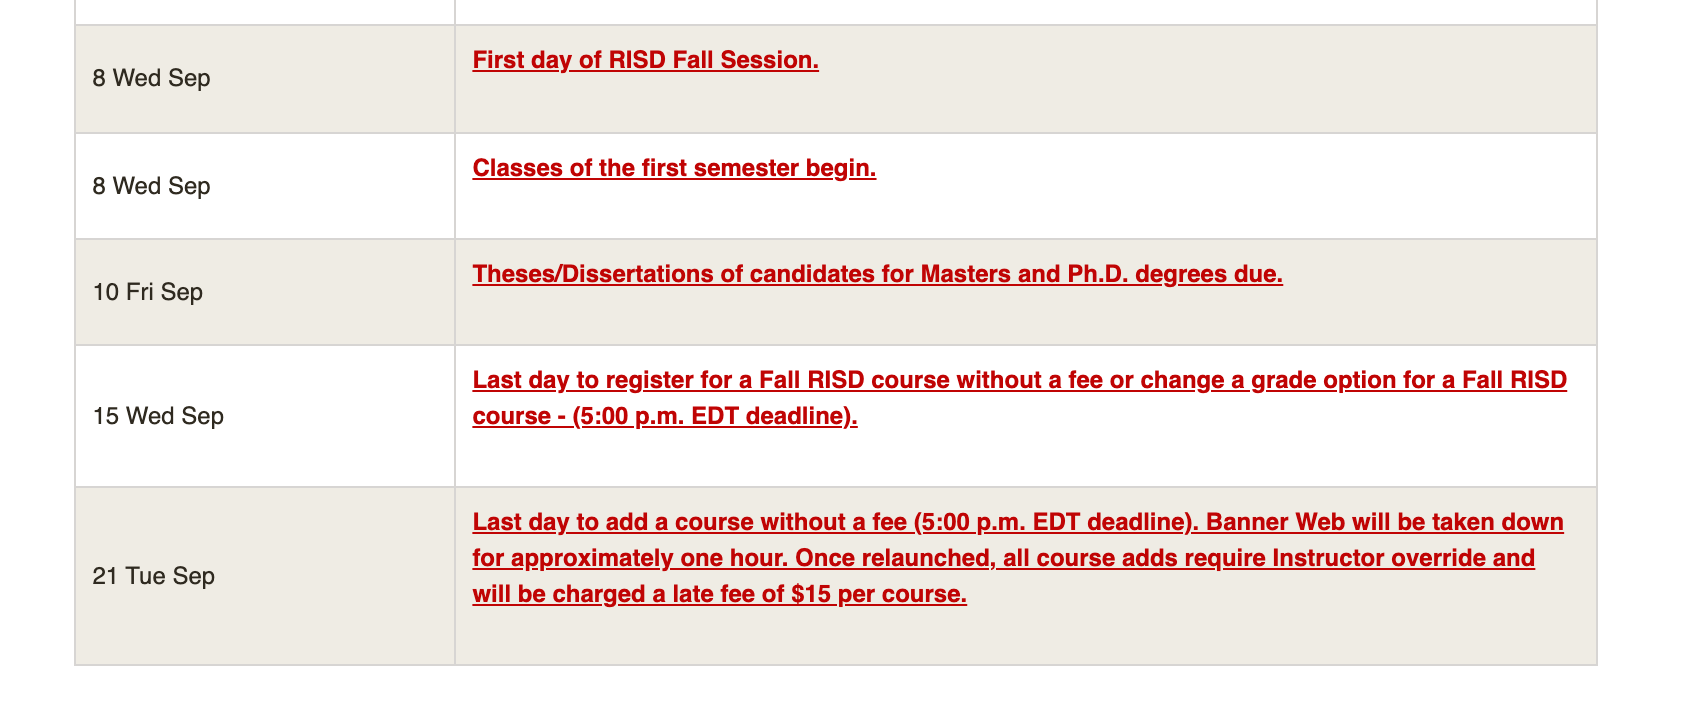 8 Wed Sep
First day of RISD Fall Session.
8 Wed Sep
Classes of the first semester begin.
10 Fri Sep
Theses/Dissertations of candidates for Masters and Ph.D. degrees due.
15 Wed Sep
Last day to register for a Fall RISD course without a fee or change a grade option for a Fall RISD
course - (5:00 p.m. EDT deadline).
21 Tue Sep
Last day to add a course without a fee (5:00 p.m. EDT deadline). Banner Web will be taken down
for approximately one hour. Once relaunched, all course adds require Instructor override and
will be charged a late fee of $15 per course.